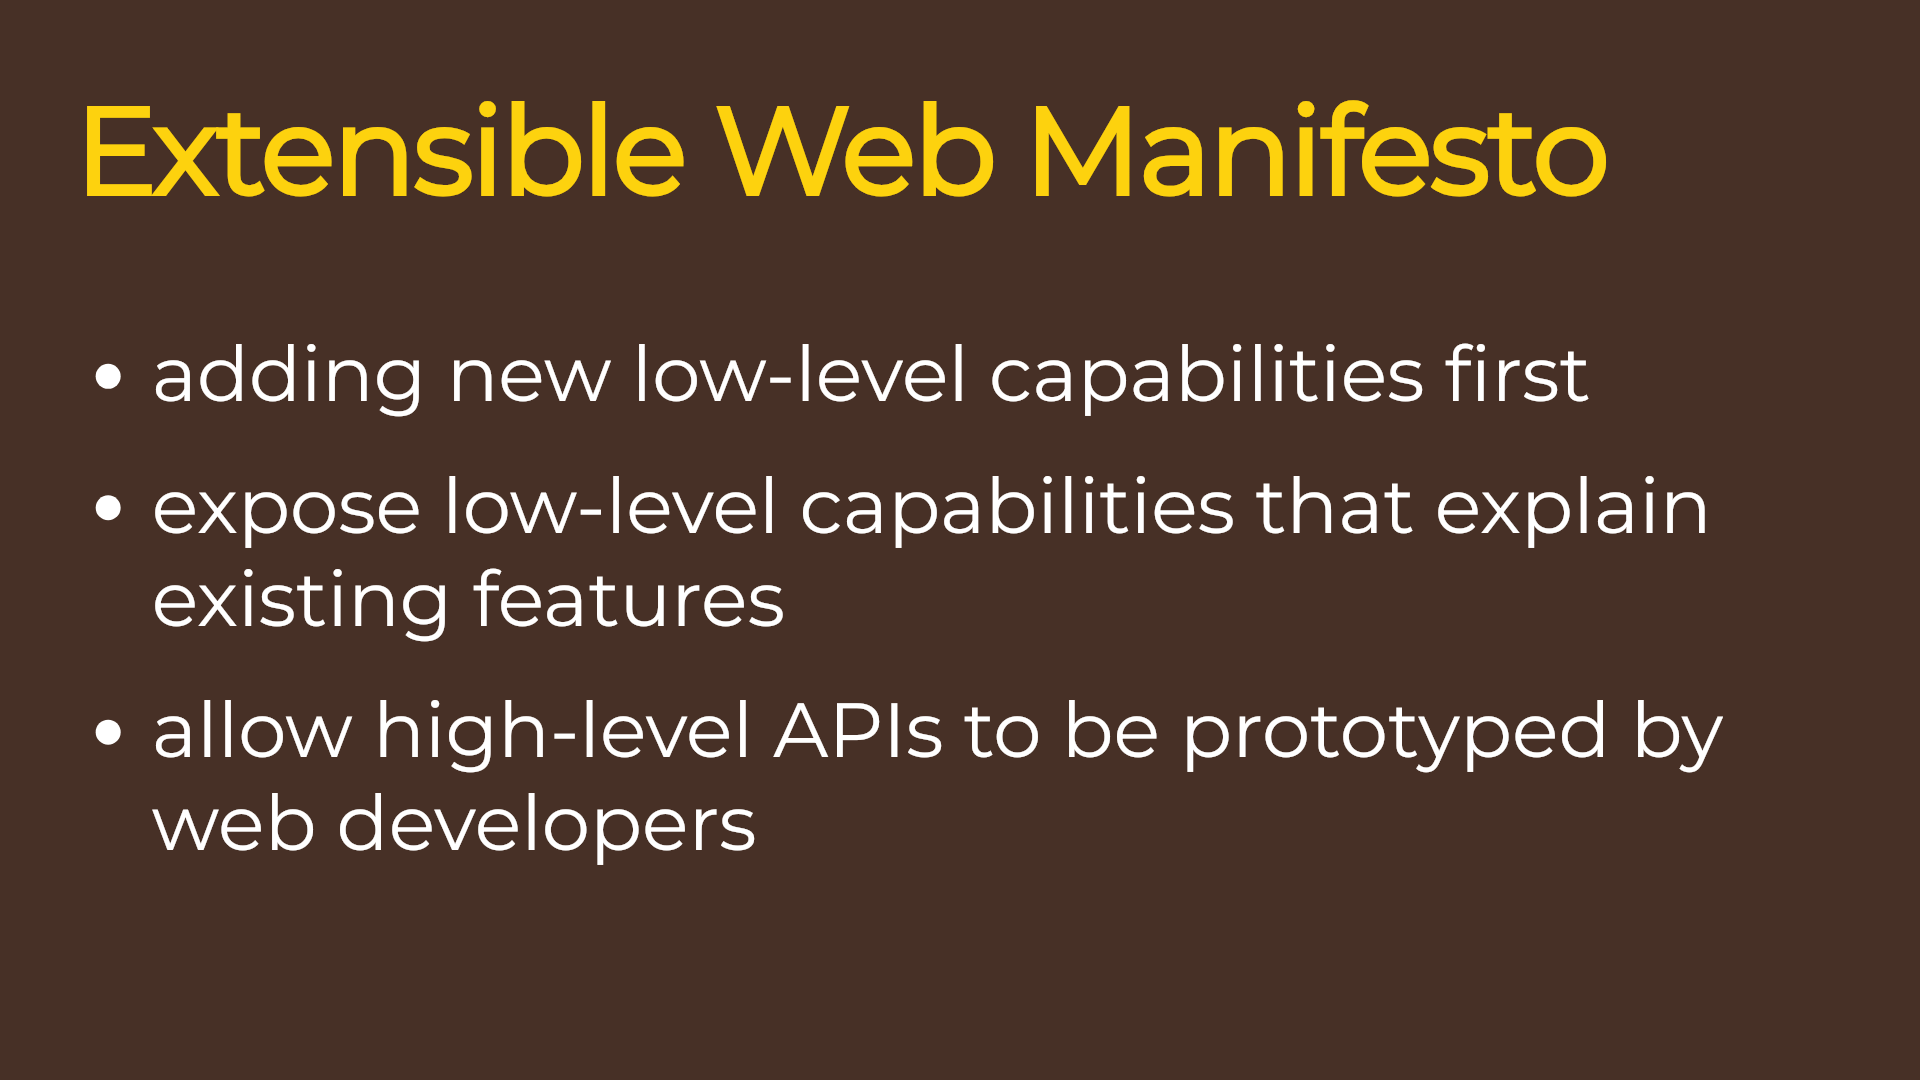 Extensible Web Manifesto
• adding new low-level capabilities first
• expose low-level capabilities that explain
existing features
• allow high-level APIs to be prototyped by
web developers